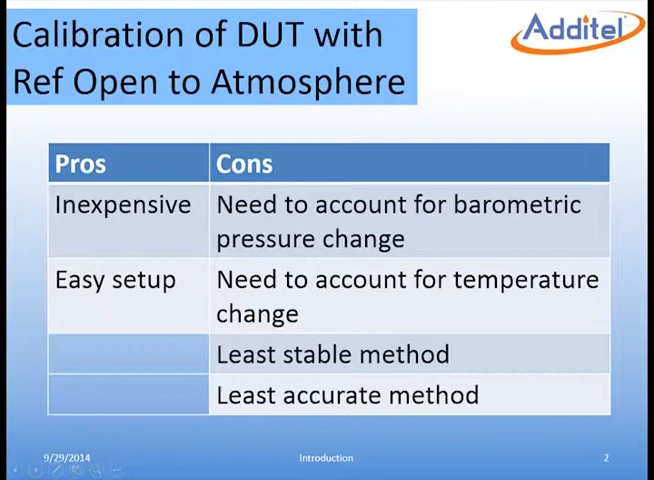 Calibration of DUT with
Ref Open to Atmosphere
Additel
Pros Cons
Inexpensive Need to account for barometric
pressure change
Easy setup Need to account for temperature
change
Least stable method
Least accurate method
9/29/2014 Introduction 2